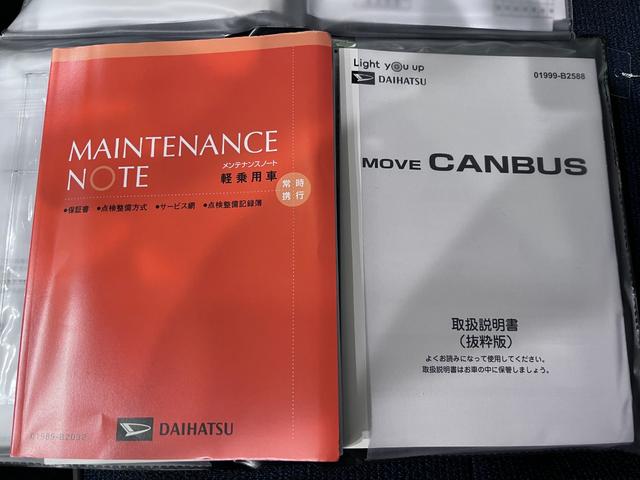 MAINTENANCE
NOTE
メンテナンスノート
軽乗用車
常時
携行
●保証書 ●点検整備方式 ●サービス網 ●点検整備記録簿
DAIHATSU
Light you up
DAIHATSU
01999-B2588
MOVE CANBUS
取扱説明書
(抜粋版)
よくお読みになって使用してください。
取扱説明書はお車の中に保管しましょう。